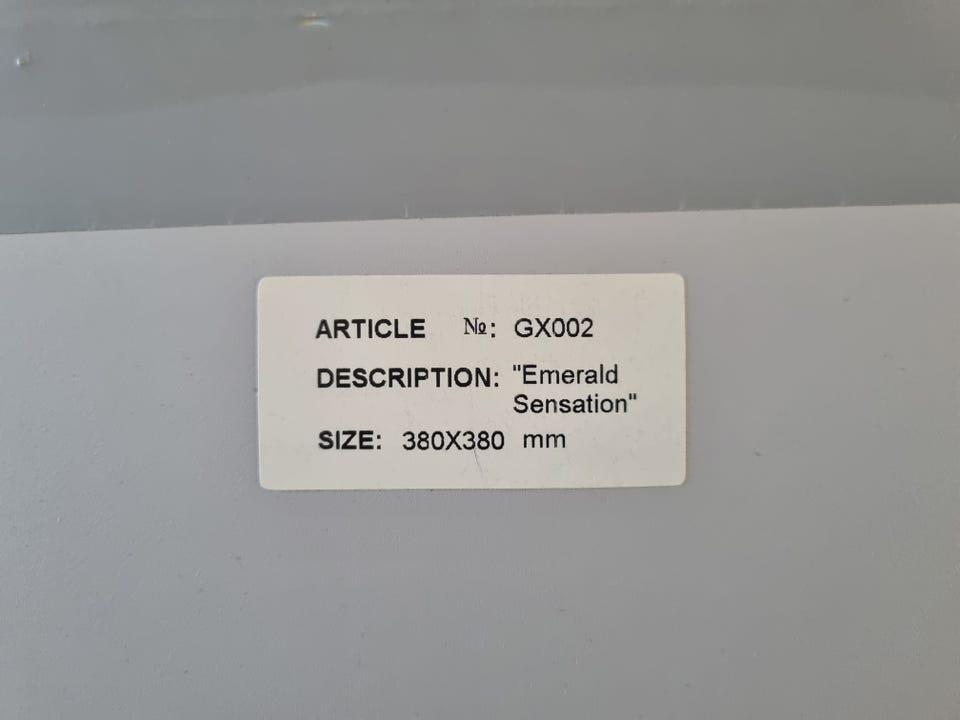 ARTICLE №: GX002
DESCRIPTION: "Emerald
Sensation"
SIZE: 380X380 mm